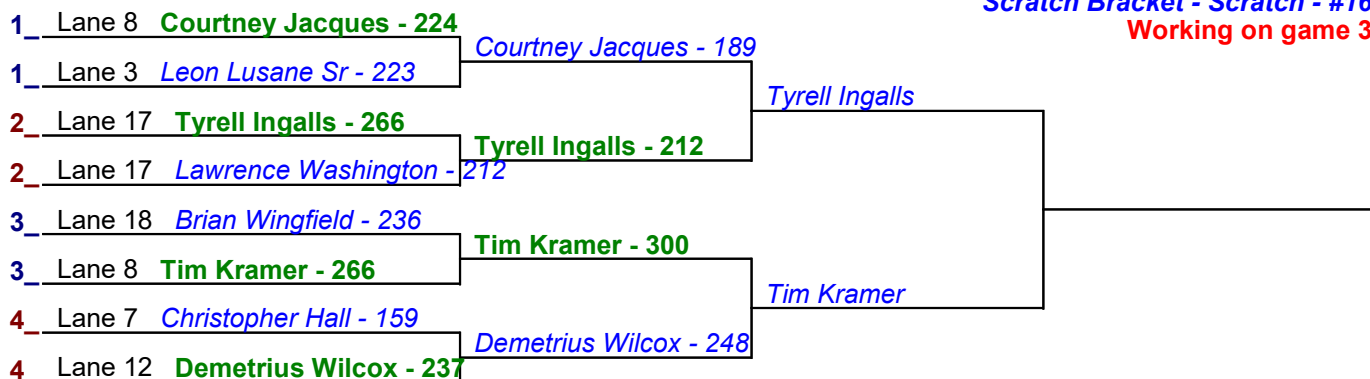 Scratch Bracket - Scratch - #16
Working on game 3
1_ Lane 8 Courtney Jacques - 224
Courtney Jacques - 189
1_ Lane 3 Leon Lusane Sr - 223
Tyrell Ingalls
2_ Lane 17 Tyrell Ingalls - 266
Tyrell Ingalls - 212
2_ Lane 17 Lawrence Washington - 212
3_ Lane 18 Brian Wingfield - 236
Tim Kramer - 300
3_ Lane 8 Tim Kramer - 266
Tim Kramer
4_ Lane 7 Christopher Hall - 159
Demetrius Wilcox - 248
4 Lane 12 Demetrius Wilcox - 237